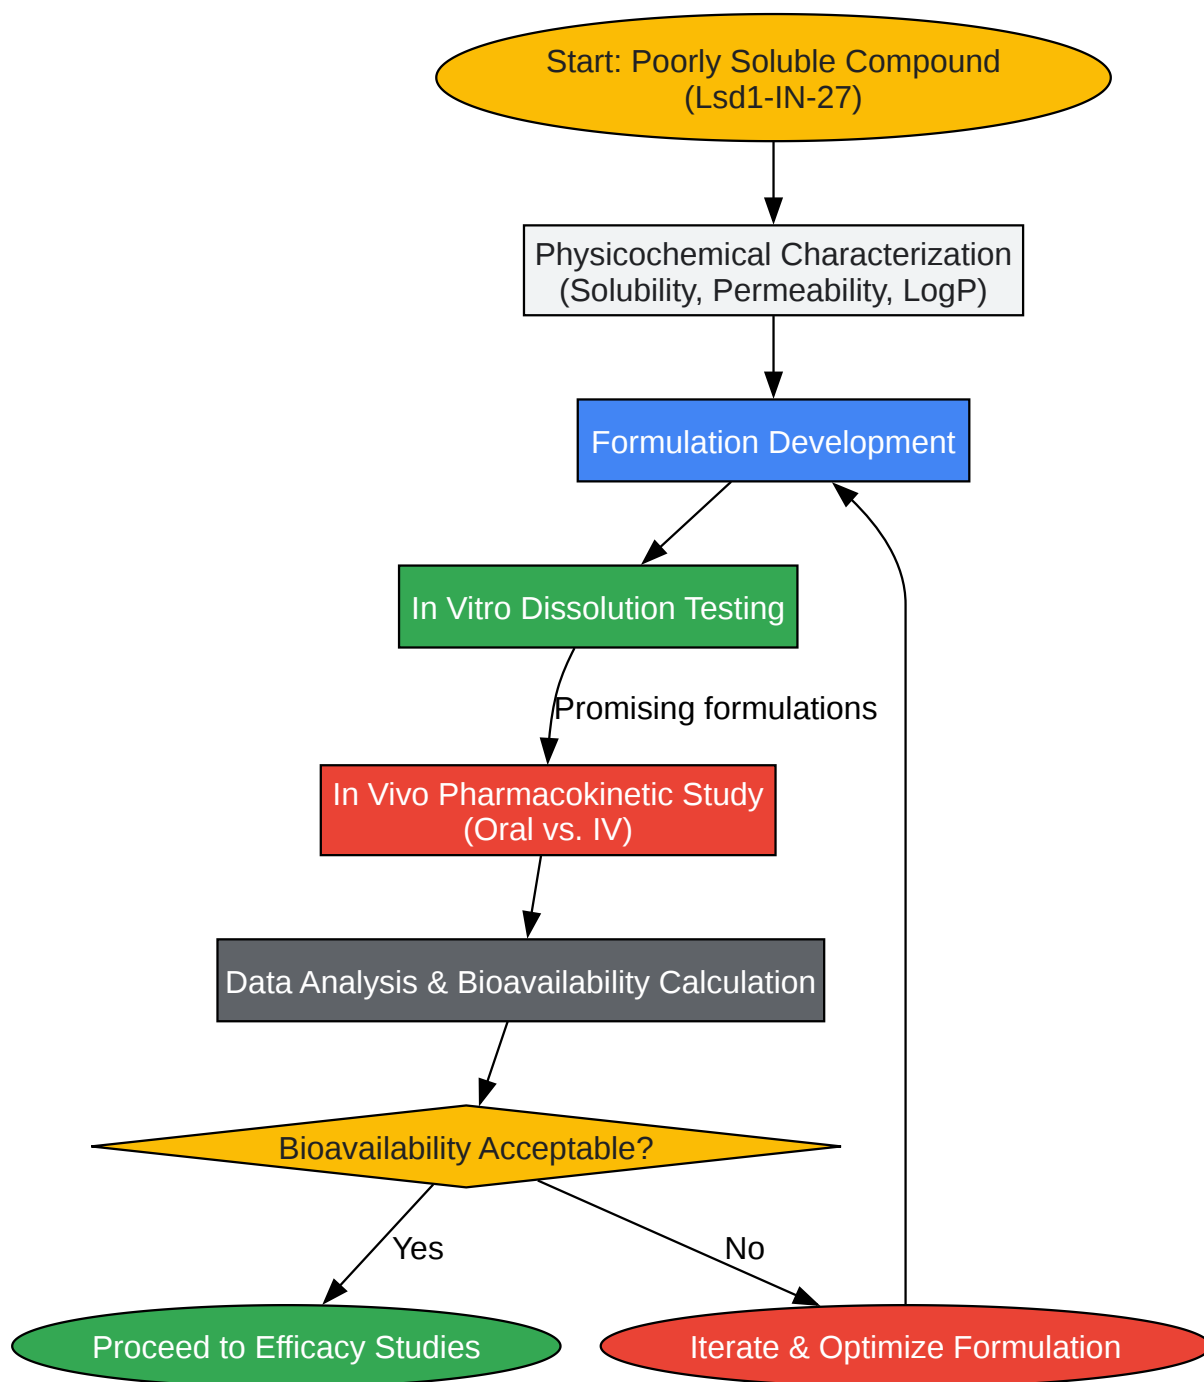 Start: Poorly Soluble Compound
(Lsd1-IN-27)
Physicochemical Characterization
(Solubility, Permeability, LogP)
Formulation Development
In Vitro Dissolution Testing
Promising formulations
In Vivo Pharmacokinetic Study
(Oral vs. IV)
Data Analysis & Bioavailability Calculation
Bioavailability Acceptable?
Yes
No
Proceed to Efficacy Studies
Iterate & Optimize Formulation